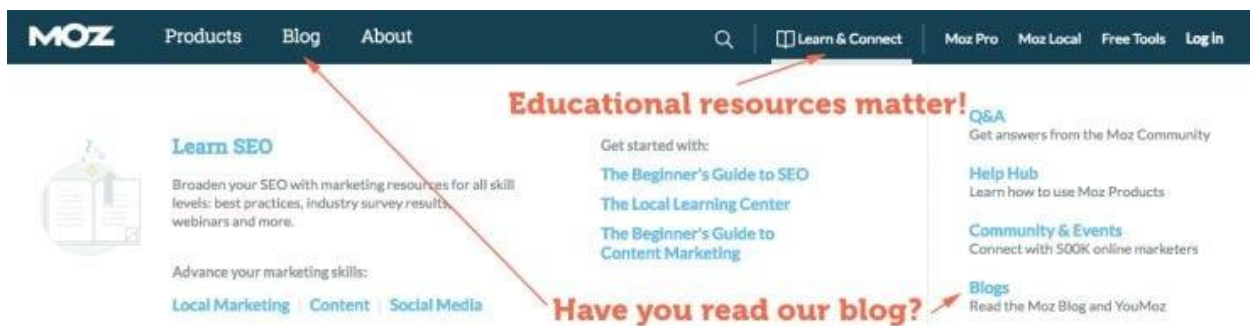 MOZ Products Blog About Learn & Connect Moz Pro Moz Local Free Tools Log in
Educational resources matter!
Learn SEO
Broaden your SEO with marketing resources for all skill
levels: best practices, industry survey results,
webinars and more.
Advance your marketing skills:
Local Marketing Content Social Media
Get started with:
The Beginner's Guide to SEO
The Local Learning Center
The Beginner's Guide to
Content Marketing
Q&A
Get answers from the Moz Community
Help Hub
Learn how to use Moz Products
Community & Events
Connect with 500K online marketers
Blogs
Read the Moz Blog and YouMoz
Have you read our blog?